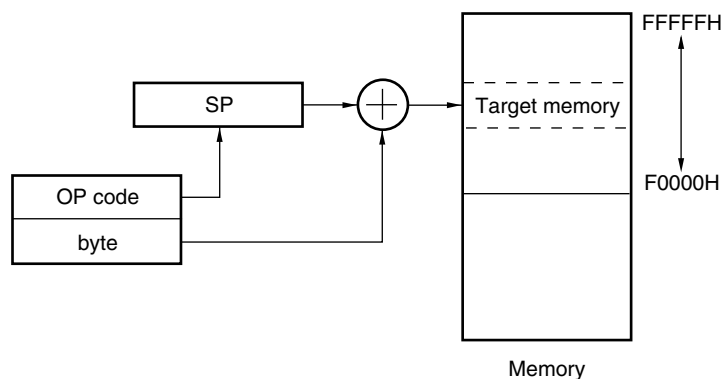 FFFFFH
SP
Target memory
OP code
F0000H
byte
Memory